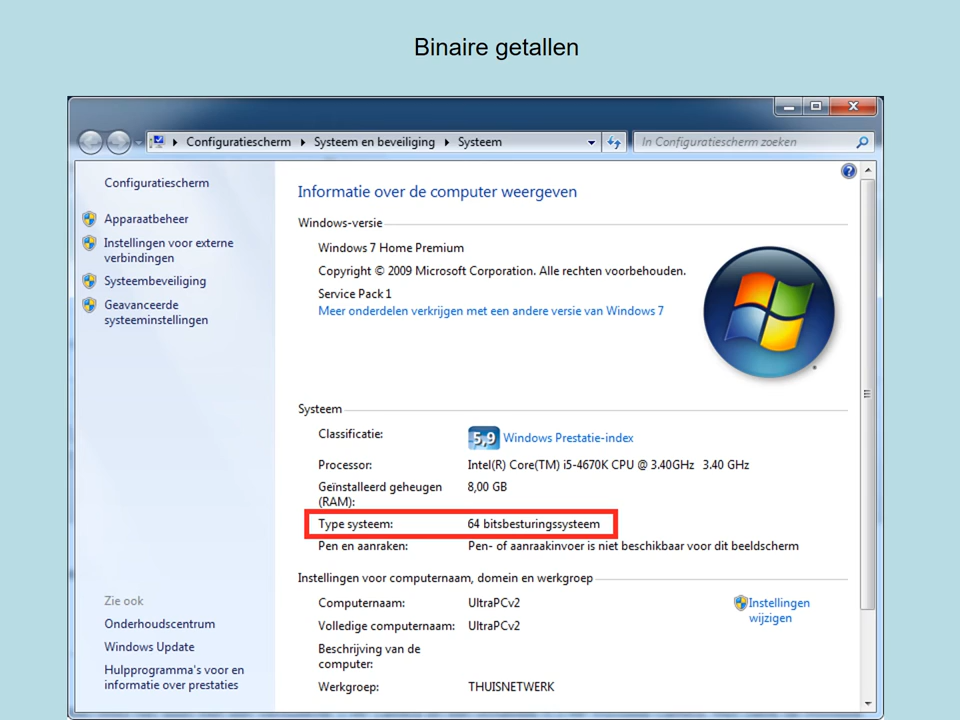 Binaire getallen
Configuratiescherm
Systeem en beveiliging
Systeem
In Configuratiescherm zoeken
Configuratiescherm
Apparaatbeheer
Instellingen voor externe
verbindingen
Systeembeveiliging
Geavanceerde
systeeminstellingen
Informatie over de computer weergeven
Windows-versie
Windows 7 Home Premium
Copyright © 2009 Microsoft Corporation. Alle rechten voorbehouden.
Service Pack 1
Meer onderdelen verkrijgen met een andere versie van Windows 7
Systeem
Classificatie:
5,9 Windows Prestatie-index
Processor:
Intel(R) Core(TM) i5-4670K CPU @ 3.40GHz 3.40 GHz
Geïnstalleerd geheugen
(RAM):
8,00 GB
Type systeem:
64 bitsbesturingssysteem
Pen en aanraken:
Pen- of aanraakinvoer is niet beschikbaar voor dit beeldscherm
Instellingen voor computernaam, domein en werkgroep
Computernaam:
UltraPCv2
Instellingen
wijzigen
Volledige computernaam:
UltraPCv2
Beschrijving van de
computer:
Werkgroep:
THUISNETWERK
Zie ook
Onderhoudscentrum
Windows Update
Hulpprogramma's voor en
informatie over prestaties